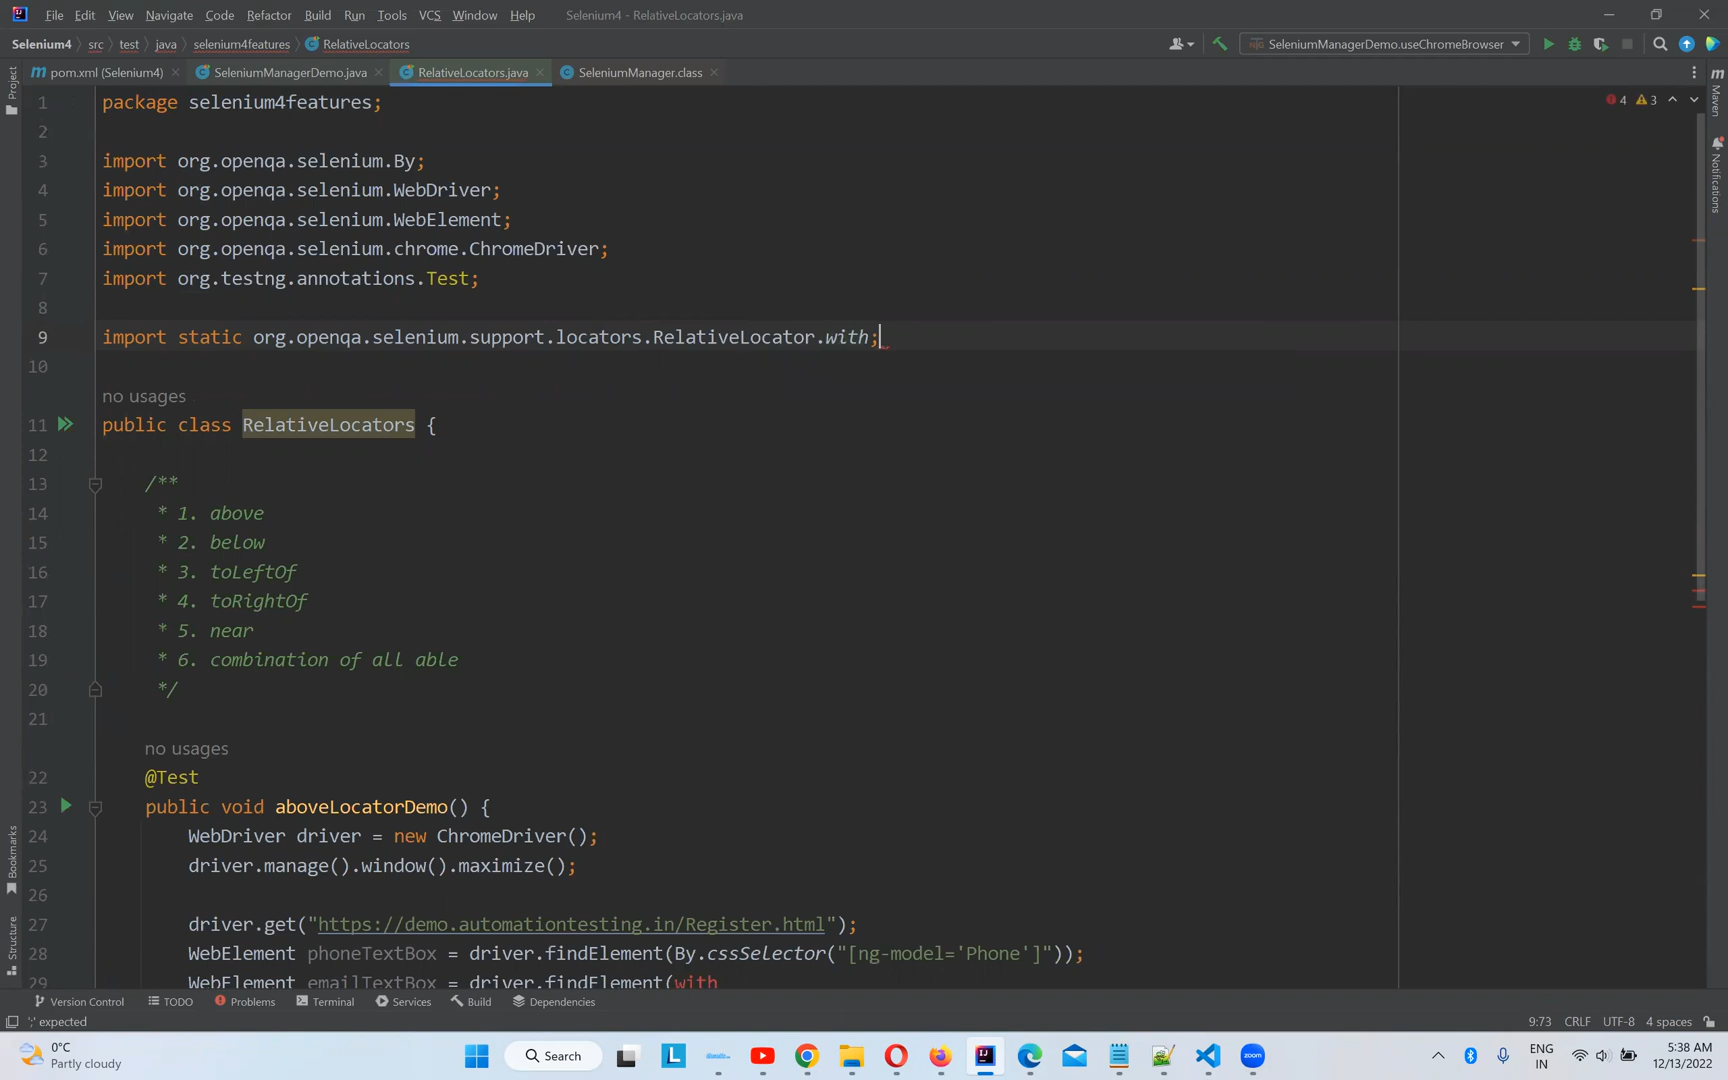 File Edit View Navigate Code Refactor Build Run Tools VCS Window Help Selenium4 - RelativeLocators.java
Selenium4 src test java selenium4features RelativeLocators SeleniumManagerDemo.useChromeBrowser
pom.xml (Selenium4) SeleniumManagerDemo.java RelativeLocators.java SeleniumManager.class
Project
Maven
Notifications
Bookmarks
Structure
4 3
1 package selenium4features;
2
3 import org.openqa.selenium.By;
4 import org.openqa.selenium.WebDriver;
5 import org.openqa.selenium.WebElement;
6 import org.openqa.selenium.chrome.ChromeDriver;
7 import org.testng.annotations.Test;
8
9 import static org.openqa.selenium.support.locators.RelativeLocator.with;
10
no usages
11 public class RelativeLocators {
12
13 /**
14 * 1. above
15 * 2. below
16 * 3. toLeftOf
17 * 4. toRightOf
18 * 5. near
19 * 6. combination of all able
20 */
21
no usages
22 @Test
23 public void aboveLocatorDemo() {
24 WebDriver driver = new ChromeDriver();
25 driver.manage().window().maximize();
26
27 driver.get("https://demo.automationtesting.in/Register.html");
28 WebElement phoneTextBox = driver.findElement(By.cssSelector("[ng-model='Phone']"));
29 WebElement emailTextBox = driver.findElement(with
Version Control TODO Problems Terminal Services Build Dependencies
';' expected 9:73 CRLF UTF-8 4 spaces
0°C
Partly cloudy
Search
zoom
ENG
IN
5:38 AM
12/13/2022